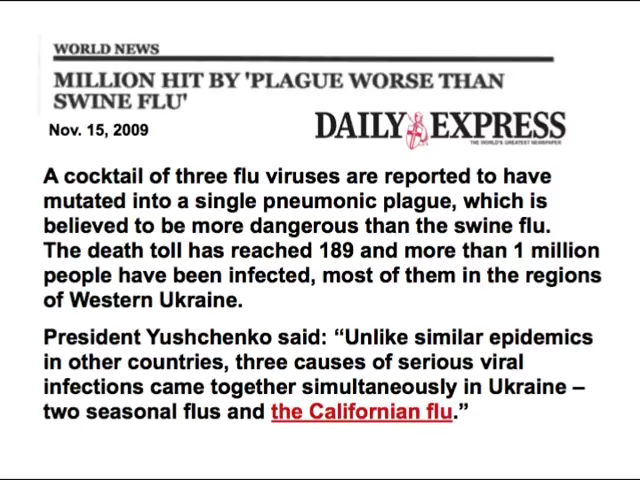 WORLD NEWS
MILLION HIT BY 'PLAGUE WORSE THAN
SWINE FLU'
Nov. 15, 2009
DAILY EXPRESS
THE WORLD'S GREATEST NEWSPAPER
A cocktail of three flu viruses are reported to have
mutated into a single pneumonic plague, which is
believed to be more dangerous than the swine flu.
The death toll has reached 189 and more than 1 million
people have been infected, most of them in the regions
of Western Ukraine.
President Yushchenko said: “Unlike similar epidemics
in other countries, three causes of serious viral
infections came together simultaneously in Ukraine –
two seasonal flus and the Californian flu.”